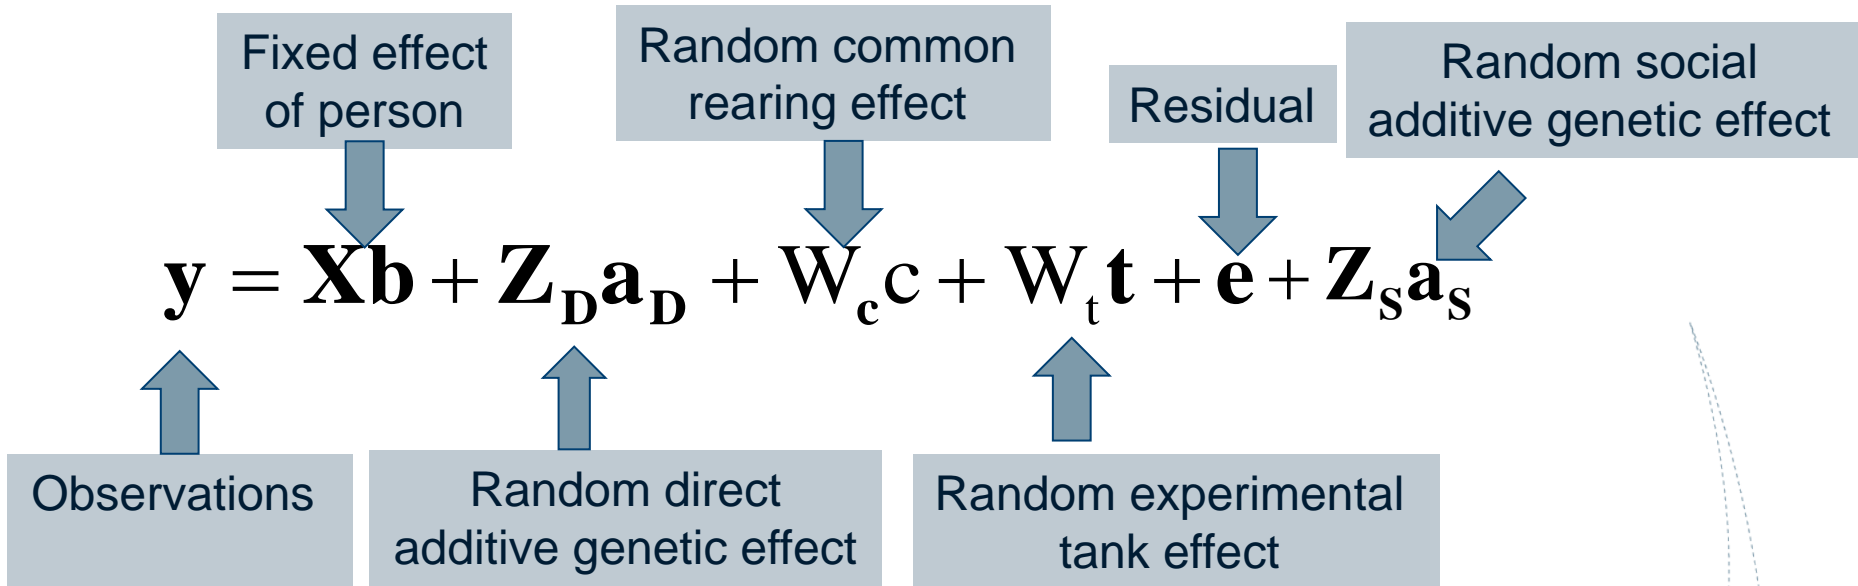 Fixed effect
of person
Random common
rearing effect
Residual
Random social
additive genetic effect
y = Xb + Z_D a_D + W_c c + W_t t + e + Z_S a_S
Observations
Random direct
additive genetic effect
Random experimental
tank effect